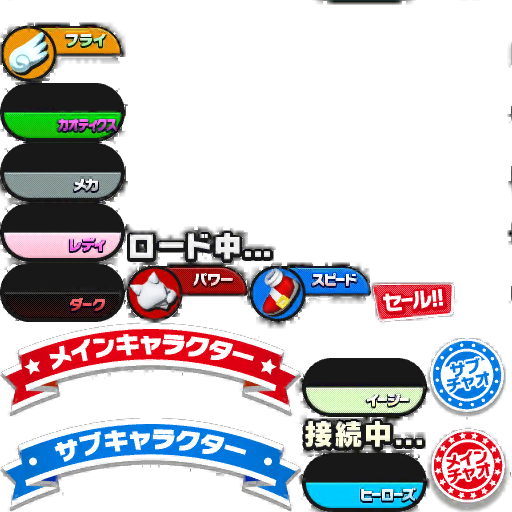 フライ
カオティクス
メカ
レディ
ロード中...
ダーク
パワー
スピード
セール!!
メインキャラクター
イージー
サブ
チャオ
接続中...
サブキャラクター
ヒーローズ
メイン
チャオ